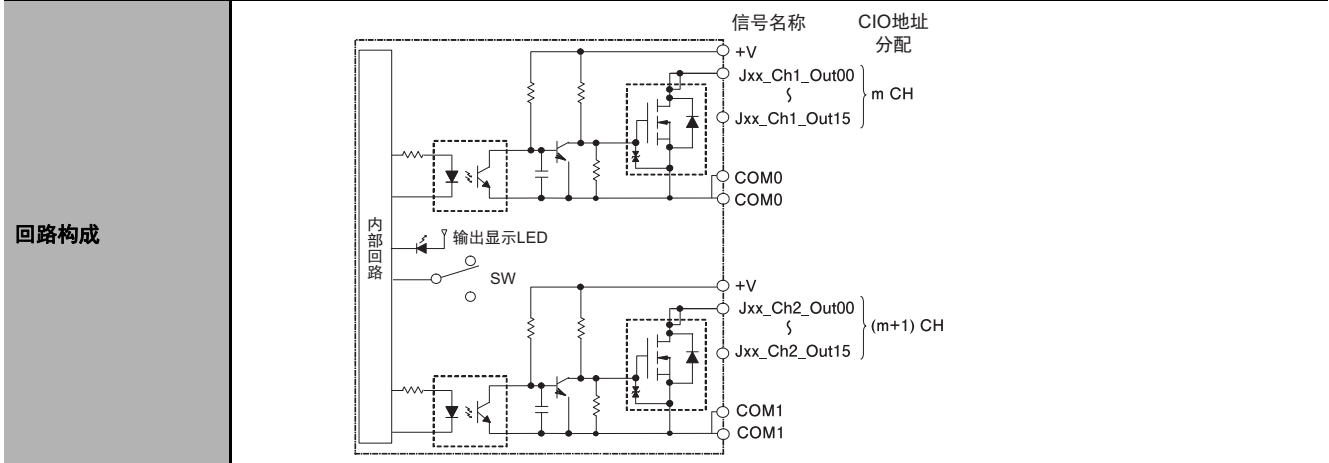 回路构成
信号名称
CIO地址
分配
+V
Jxx_Ch1_Out00
m CH
Jxx_Ch1_Out15
COM0
COM0
内部回路
输出显示LED
SW
+V
Jxx_Ch2_Out00
(m+1) CH
Jxx_Ch2_Out15
COM1
COM1